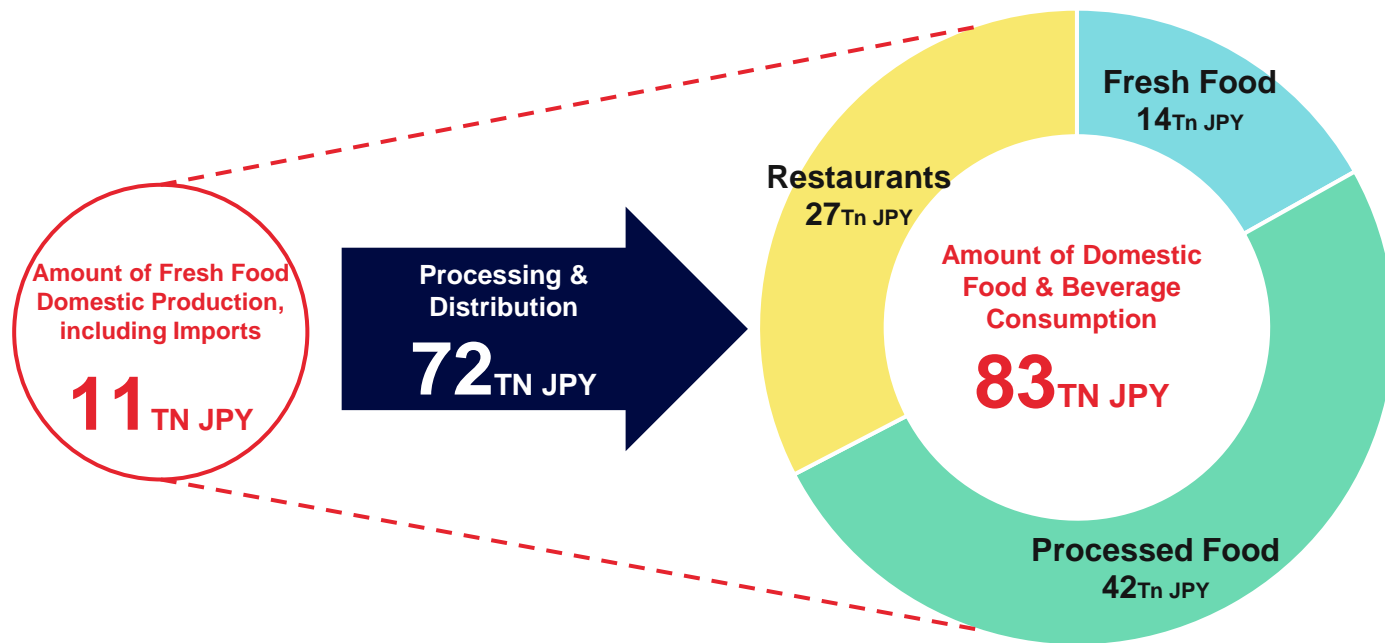 Amount of Fresh Food
Domestic Production,
including Imports
11TN JPY
Processing &
Distribution
72TN JPY
Restaurants
27Tn JPY
Fresh Food
14Tn JPY
Amount of Domestic
Food & Beverage
Consumption
83TN JPY
Processed Food
42Tn JPY